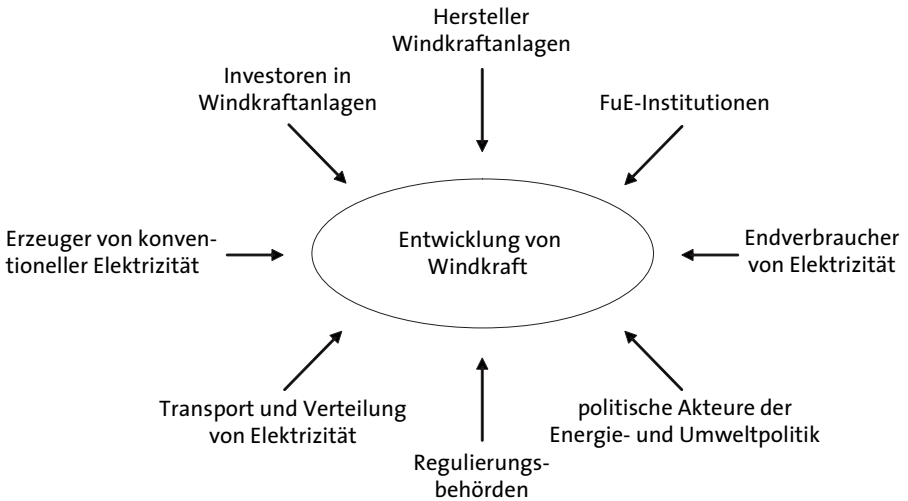 Hersteller
Windkraftanlagen
Investoren in
Windkraftanlagen
FuE-Institutionen
Erzeuger von konven-
tioneller Elektrizität
Entwicklung von
Windkraft
Endverbraucher
von Elektrizität
Transport und Verteilung
von Elektrizität
politische Akteure der
Energie- und Umweltpolitik
Regulierungs-
behörden